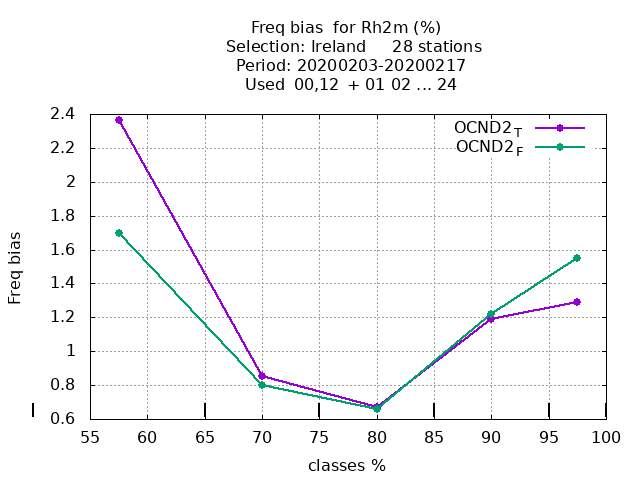 Freq bias for Rh2m (%)
Selection: Ireland 28 stations
Period: 20200203-20200217
Used 00,12 + 01 02 ... 24
OCND2T
OCND2F
2.4
2.2
2
1.8
1.6
1.4
1.2
1
0.8
0.6
Freq bias
55 60 65 70 75 80 85 90 95 100
classes %